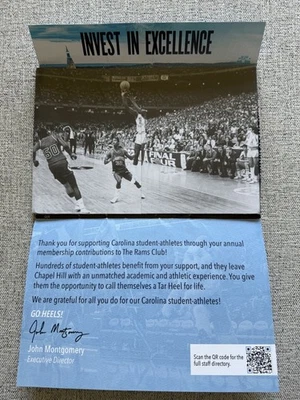 INVEST IN EXCELLENCE
50
Thank you for supporting Carolina student-athletes through your annual
membership contributions to The Rams Club!
Hundreds of student-athletes benefit from your support, and they leave
Chapel Hill with an unmatched academic and athletic experience. You give
them the opportunity to call themselves a Tar Heel for life.
We are grateful for all you do for our Carolina student-athletes!
GO HEELS!
John Montgomery
John Montgomery
Executive Director
Scan the QR code for the
full staff directory.